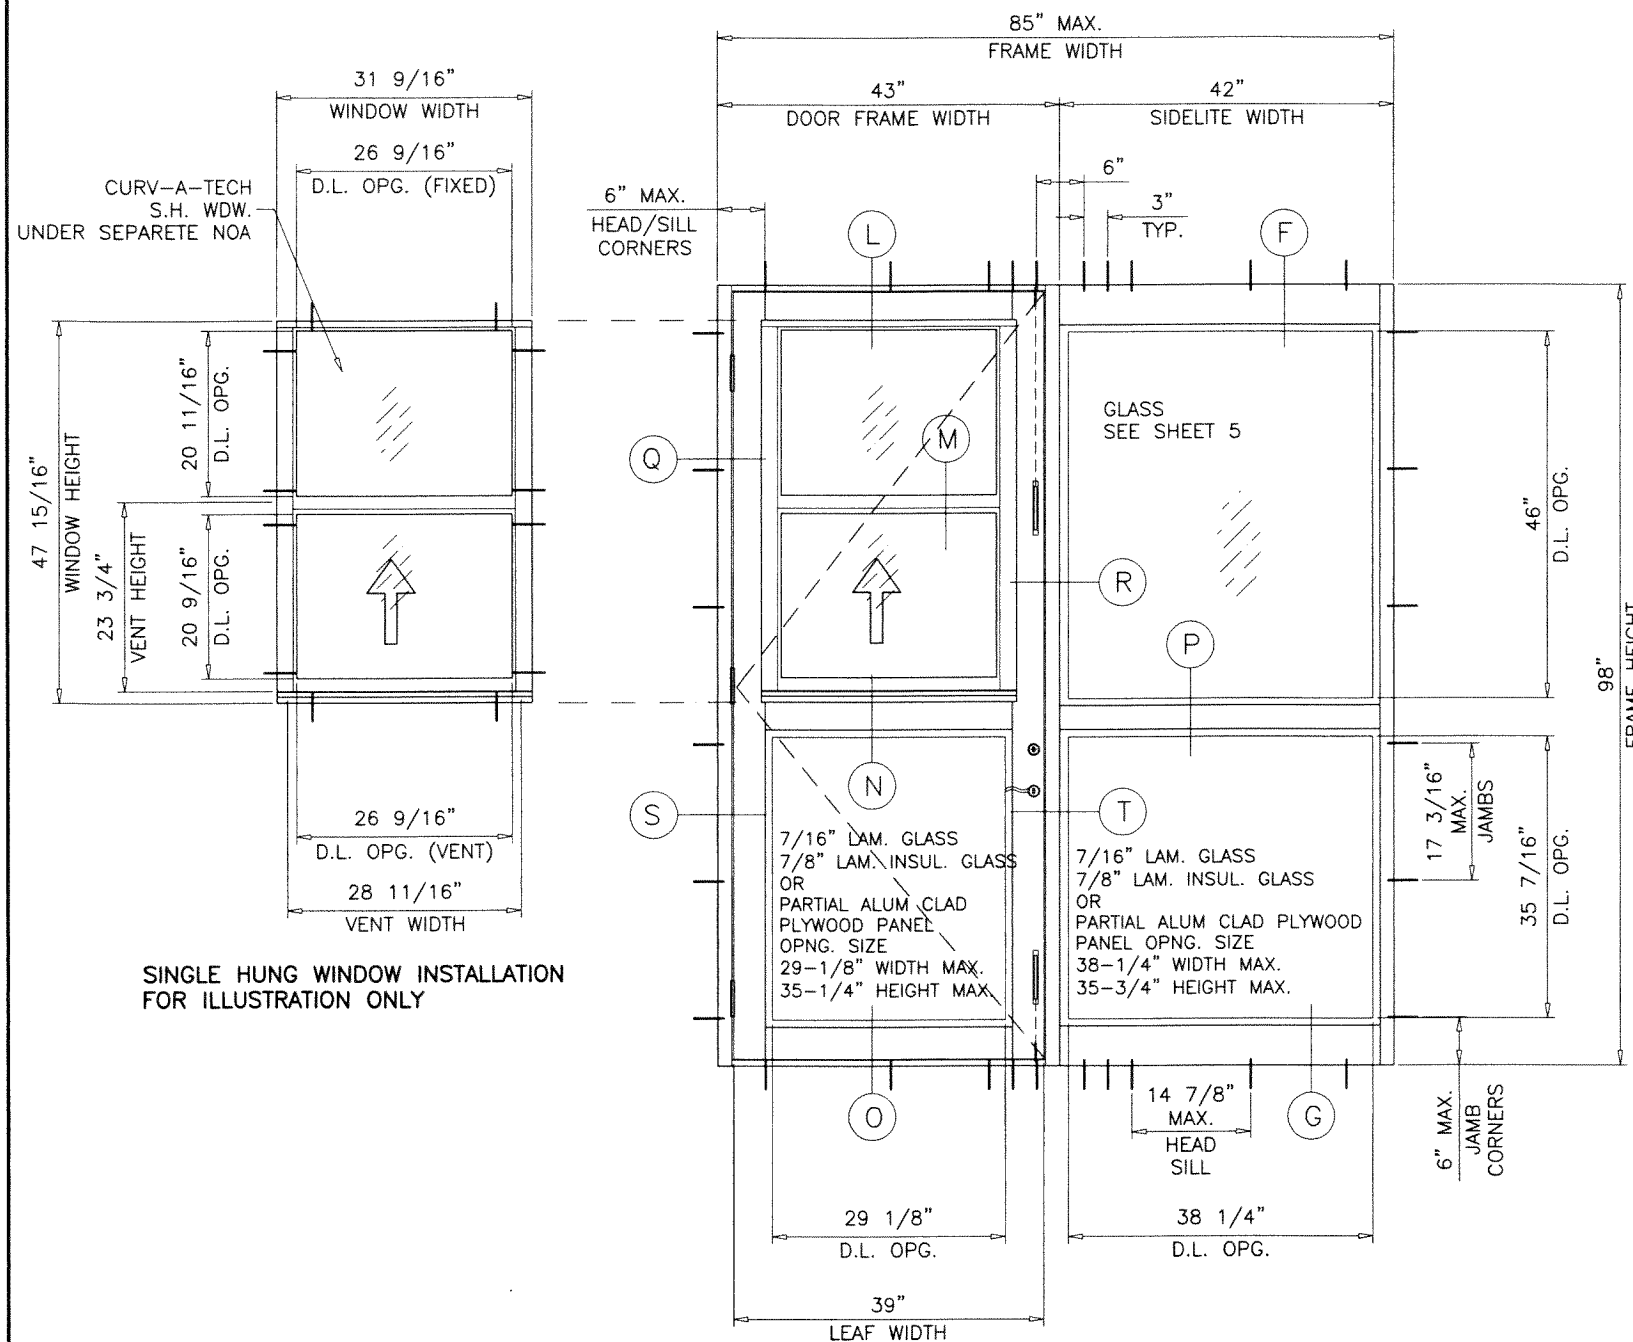 85" MAX.
FRAME WIDTH
31 9/16"
WINDOW WIDTH
43"
DOOR FRAME WIDTH
42"
SIDELITE WIDTH
26 9/16"
D.L. OPG. (FIXED)
CURV-A-TECH
S.H. WDW.
UNDER SEPARETE NOA
6" MAX.
HEAD/SILL
CORNERS
6"
3"
TYP.
L
F
47 15/16"
WINDOW HEIGHT
20 11/16"
D.L. OPG.
23 3/4"
VENT HEIGHT
20 9/16"
D.L. OPG.
Q
M
GLASS
SEE SHEET 5
R
P
46"
D.L. OPG.
98"
FRAME HEIGHT
26 9/16"
D.L. OPG. (VENT)
28 11/16"
VENT WIDTH
SINGLE HUNG WINDOW INSTALLATION
FOR ILLUSTRATION ONLY
N
S
T
7/16" LAM. GLASS
7/8" LAM. INSUL. GLASS
OR
PARTIAL ALUM CLAD
PLYWOOD PANEL
OPNG. SIZE
29-1/8" WIDTH MAX.
35-1/4" HEIGHT MAX.
7/16" LAM. GLASS
7/8" LAM. INSUL. GLASS
OR
PARTIAL ALUM CLAD PLYWOOD
PANEL OPNG. SIZE
38-1/4" WIDTH MAX.
35-3/4" HEIGHT MAX.
17 3/16"
MAX.
JAMBS
35 7/16"
D.L. OPG.
O
14 7/8"
MAX.
HEAD
SILL
G
6" MAX.
JAMB
CORNERS
29 1/8"
D.L. OPG.
38 1/4"
D.L. OPG.
39"
LEAF WIDTH